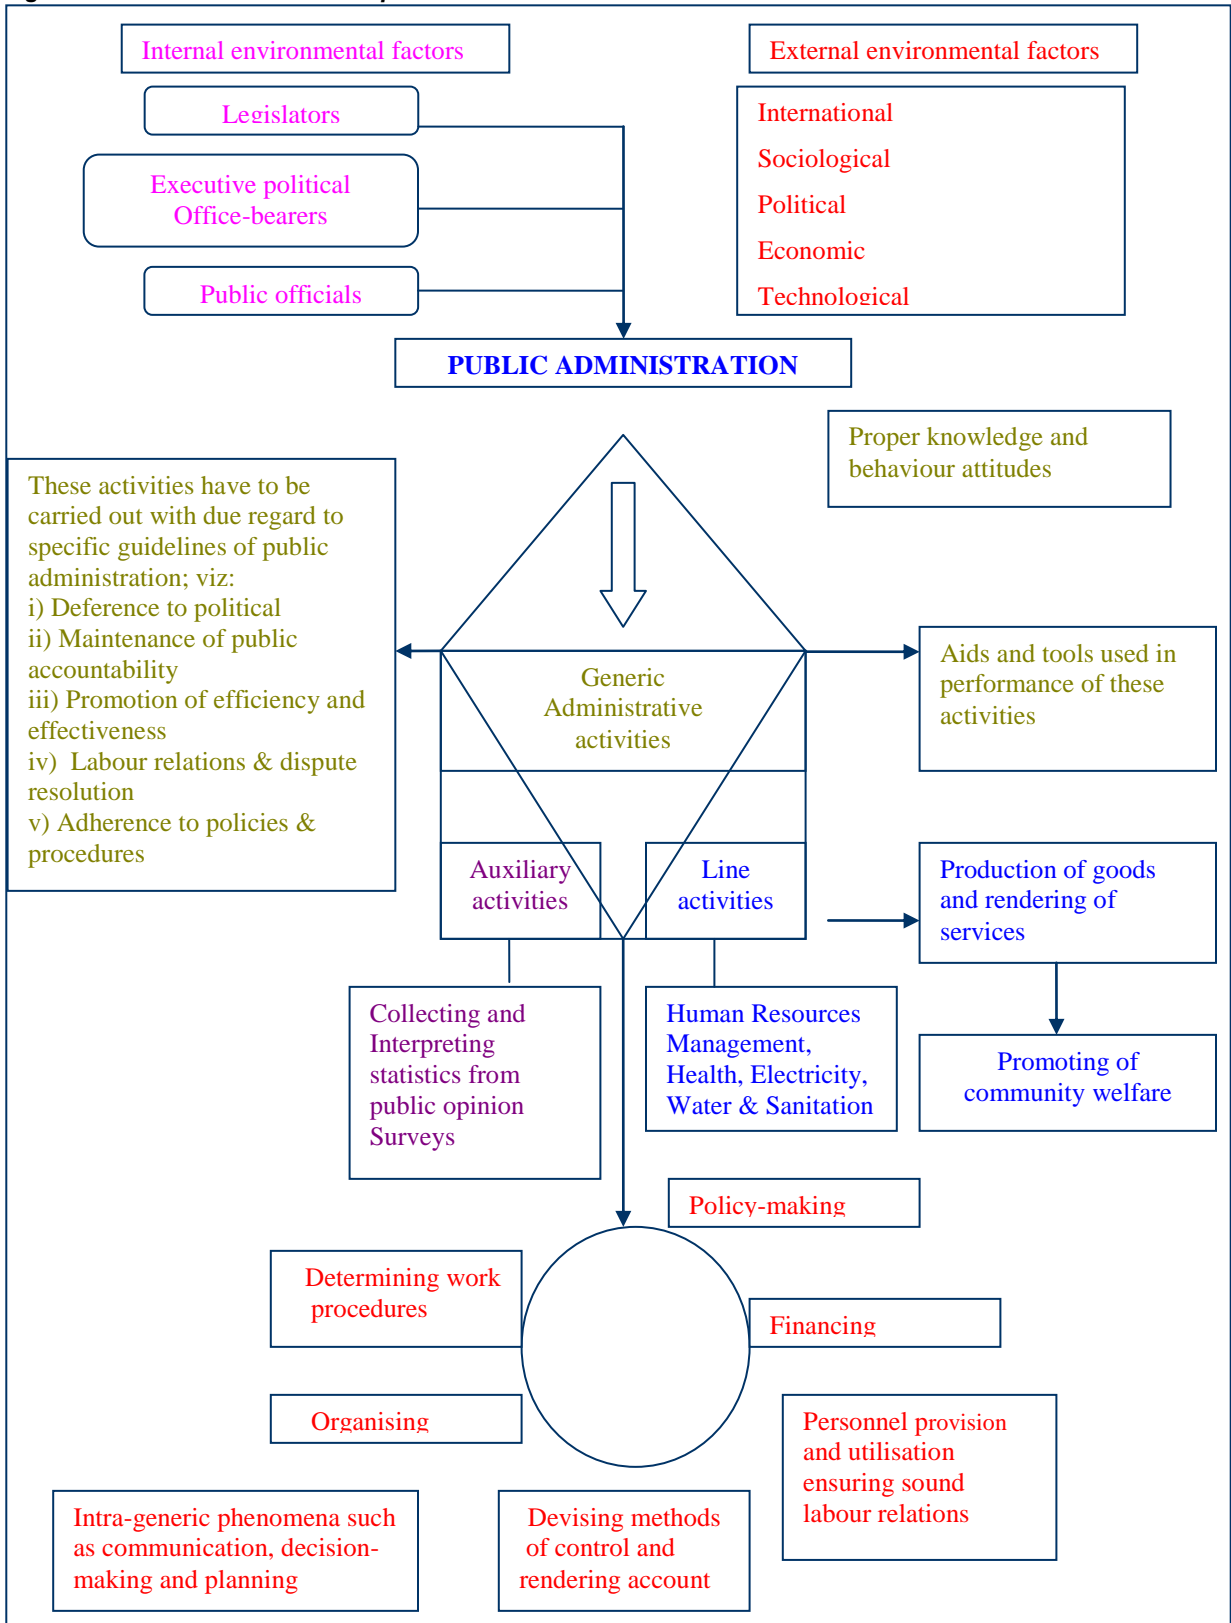 Internal environmental factors
External environmental factors
Legislators
Executive political
Office-bearers
Public officials
International
Sociological
Political
Economic
Technological
PUBLIC ADMINISTRATION
Proper knowledge and
behaviour attitudes
These activities have to be
carried out with due regard to
specific guidelines of public
administration; viz:
i) Deference to political
ii) Maintenance of public
accountability
iii) Promotion of efficiency and
effectiveness
iv) Labour relations & dispute
resolution
v) Adherence to policies &
procedures
Generic
Administrative
activities
Aids and tools used in
performance of these
activities
Auxiliary
activities
Line
activities
Production of goods
and rendering of
services
Collecting and
Interpreting
statistics from
public opinion
Surveys
Human Resources
Management,
Health, Electricity,
Water & Sanitation
Promoting of
community welfare
Policy-making
Determining work
procedures
Financing
Organising
Personnel provision
and utilisation
ensuring sound
labour relations
Intra-generic phenomena such
as communication, decision-
making and planning
Devising methods
of control and
rendering account